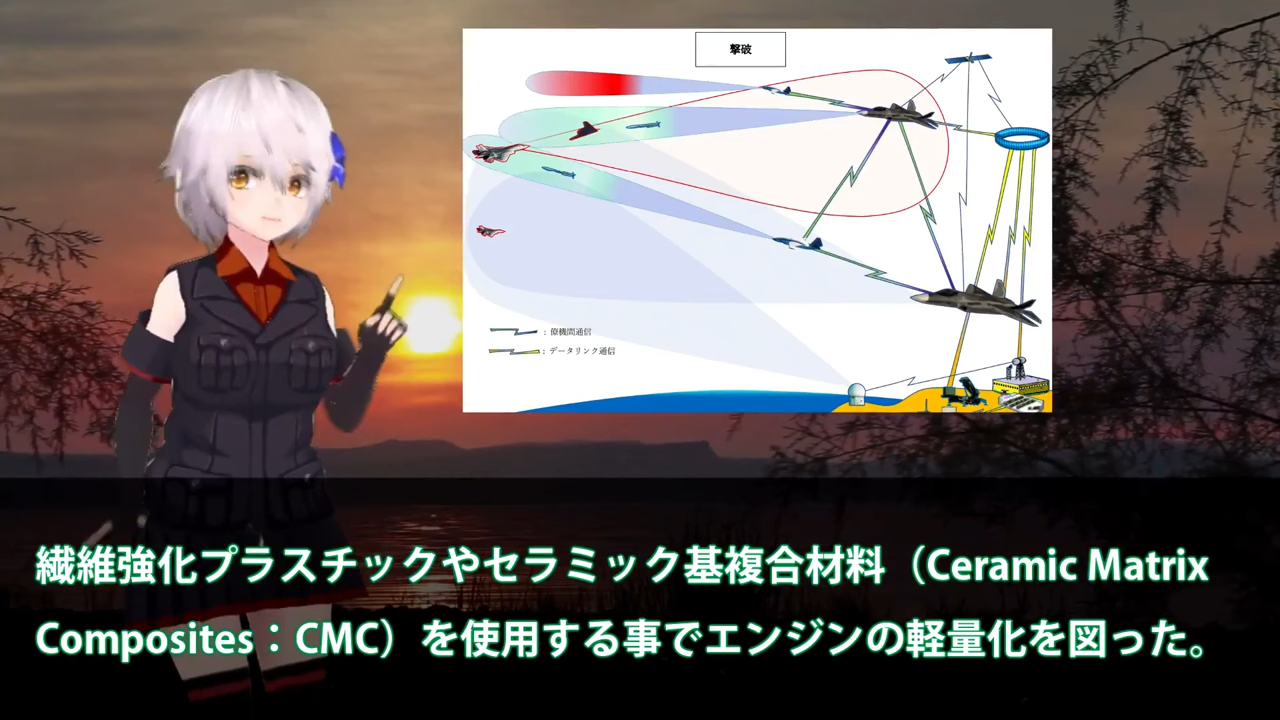 撃破
：僚機間通信
：データリンク通信
繊維強化プラスチックやセラミック基複合材料（Ceramic Matrix
Composites：CMC）を使用する事でエンジンの軽量化を図った。